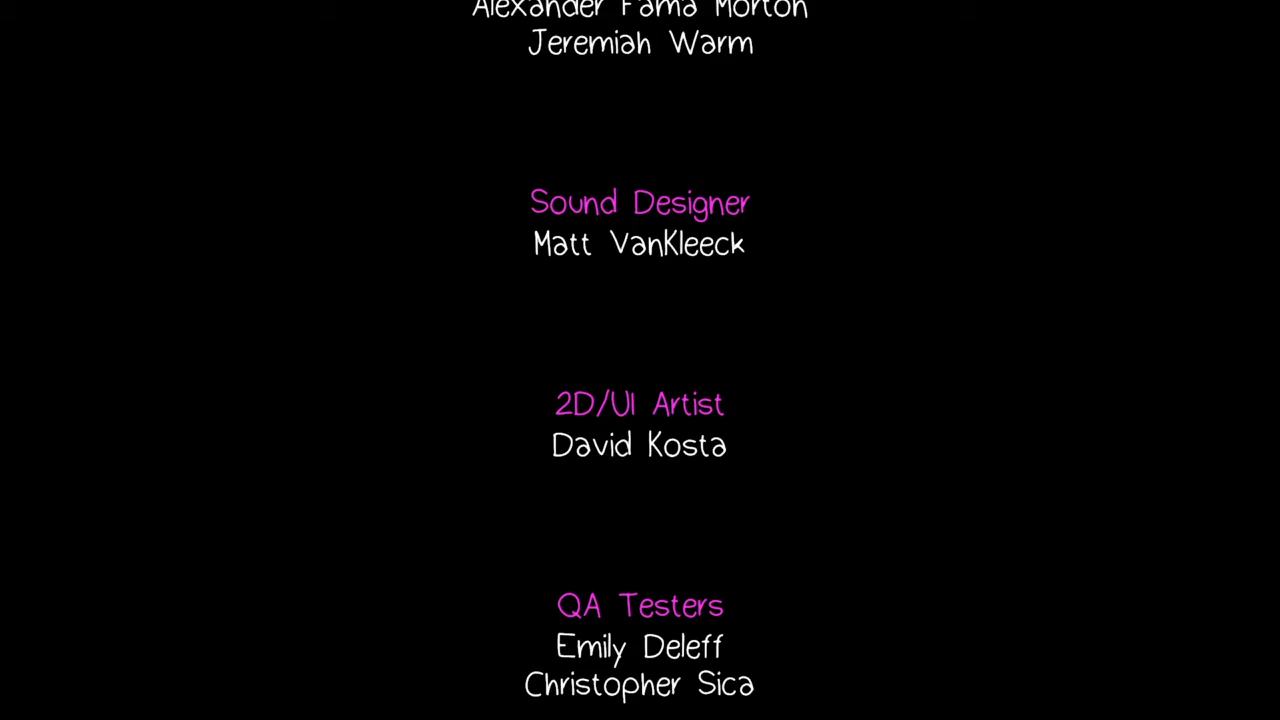 Alexander Fama Morton
Jeremiah Warm
Sound Designer
Matt VanKleeck
2D/UI Artist
David Kosta
QA Testers
Emily Deleff
Christopher Sica